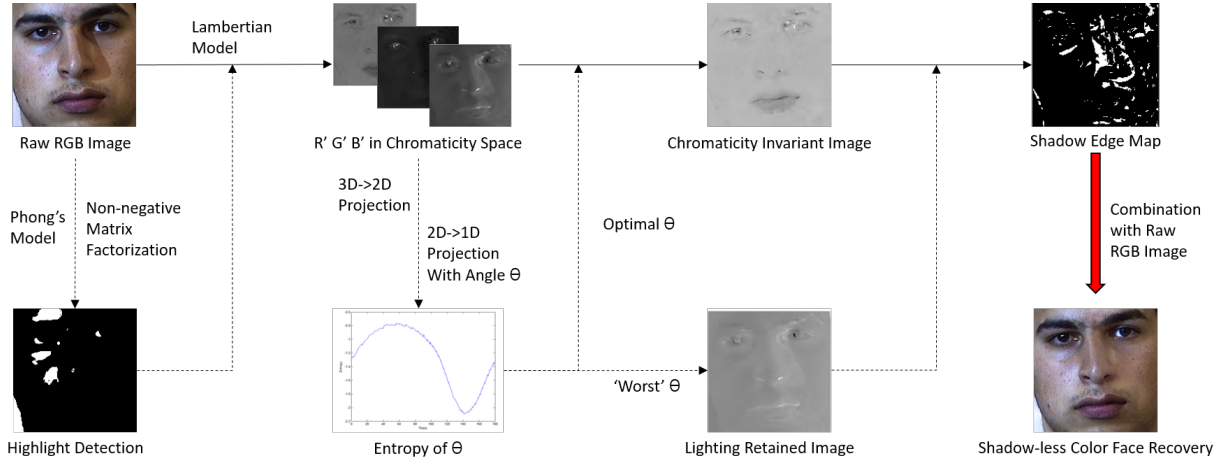 Lambertian
Model
Raw RGB Image
R’ G’ B’ in Chromaticity Space
Chromaticity Invariant Image
Shadow Edge Map
Phong’s
Model
Non-negative
Matrix
Factorization
3D->2D
Projection
2D->1D
Projection
With Angle Ɵ
Optimal Ɵ
Combination
with Raw
RGB Image
‘Worst’ Ɵ
Highlight Detection
Entropy of Ɵ
Lighting Retained Image
Shadow-less Color Face Recovery